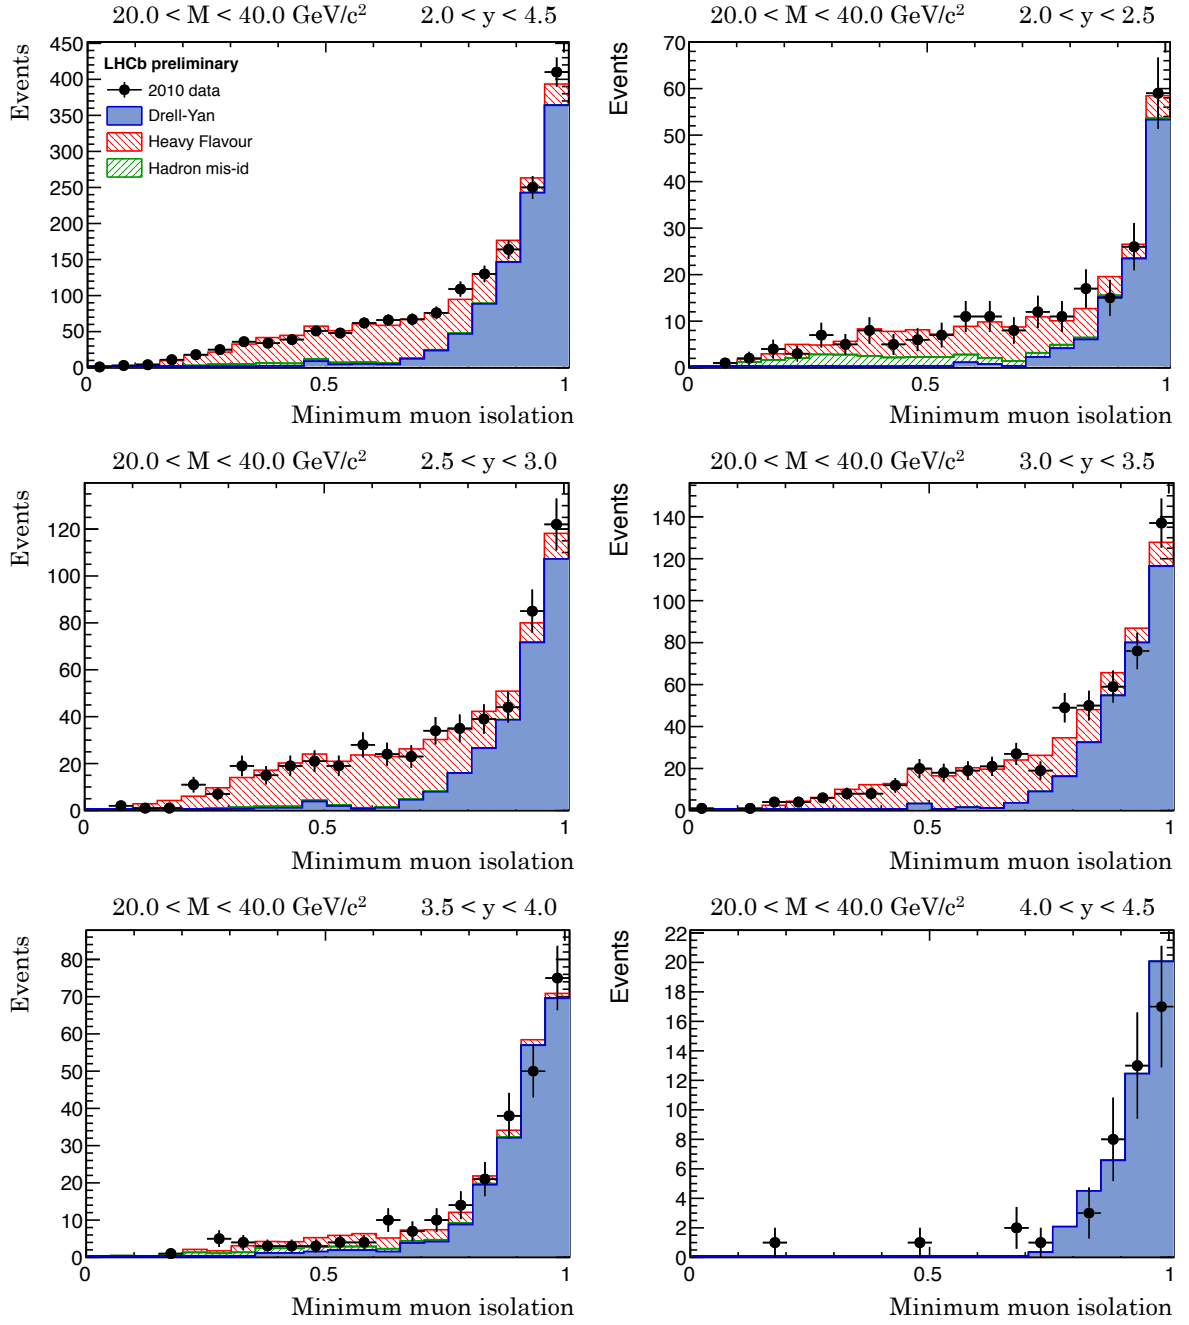 20.0 < M < 40.0 GeV/c² 2.0 < y < 4.5
Events
450
400
350
300
250
200
150
100
50
0
LHCb preliminary
2010 data
Drell-Yan
Heavy Flavour
Hadron mis-id
0 0.5 1
Minimum muon isolation
20.0 < M < 40.0 GeV/c² 2.0 < y < 2.5
Events
70
60
50
40
30
20
10
0
0 0.5 1
Minimum muon isolation
20.0 < M < 40.0 GeV/c² 2.5 < y < 3.0
Events
120
100
80
60
40
20
0
0 0.5 1
Minimum muon isolation
20.0 < M < 40.0 GeV/c² 3.0 < y < 3.5
Events
140
120
100
80
60
40
20
0
0 0.5 1
Minimum muon isolation
20.0 < M < 40.0 GeV/c² 3.5 < y < 4.0
Events
80
70
60
50
40
30
20
10
0
0 0.5 1
Minimum muon isolation
20.0 < M < 40.0 GeV/c² 4.0 < y < 4.5
Events
22
20
18
16
14
12
10
8
6
4
2
0
0 0.5 1
Minimum muon isolation